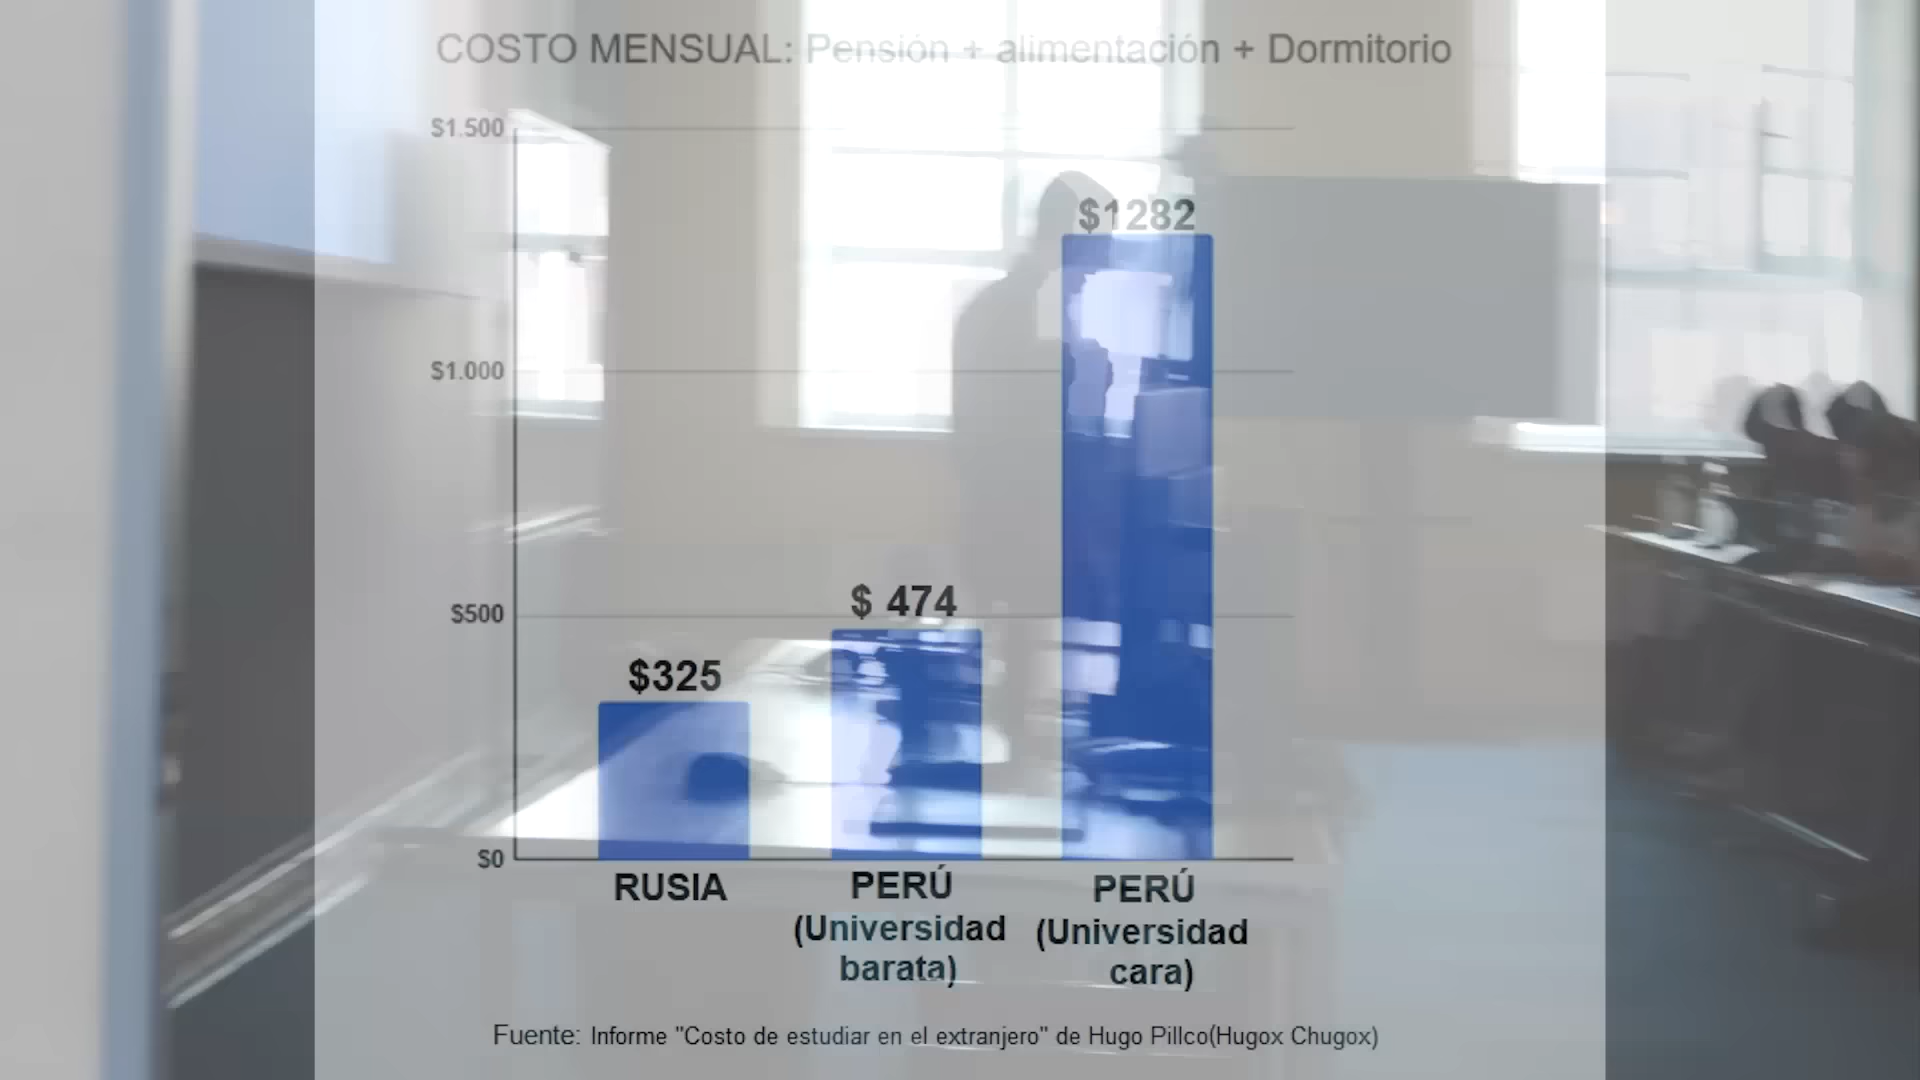 COSTO MENSUAL: Pensión + alimentación + Dormitorio
$1.500
$1282
$1.000
$500
$ 474
$325
$0
RUSIA
PERÚ
(Universidad
barata)
PERÚ
(Universidad
cara)
Fuente: Informe "Costo de estudiar en el extranjero" de Hugo Pillco(Hugox Chugox)